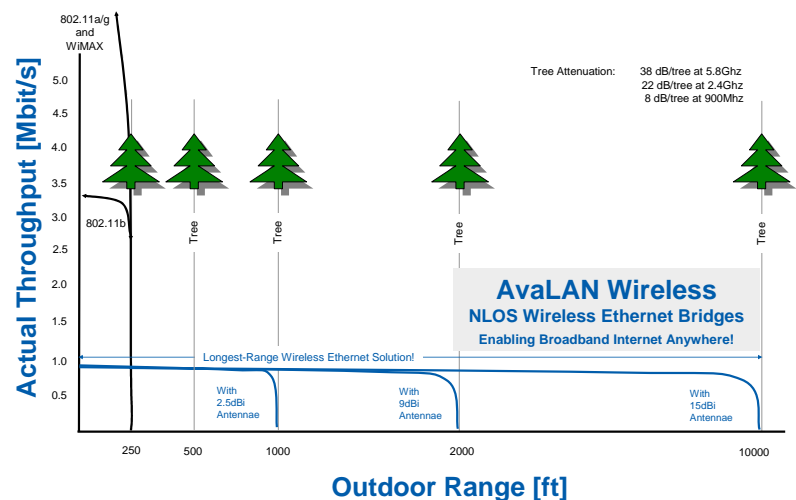 802.11a/g
and
WiMAX
Tree Attenuation: 38 dB/tree at 5.8Ghz
22 dB/tree at 2.4Ghz
8 dB/tree at 900Mhz
Actual Throughput [Mbit/s]
5.0
4.5
4.0
3.5
3.0
2.5
2.0
1.5
1.0
0.5
802.11b
Tree
Tree
Tree
Tree
AvaLAN Wireless
NLOS Wireless Ethernet Bridges
Enabling Broadband Internet Anywhere!
Longest-Range Wireless Ethernet Solution!
With
2.5dBi
Antennae
With
9dBi
Antennae
With
15dBi
Antennae
250
500
1000
2000
10000
Outdoor Range [ft]